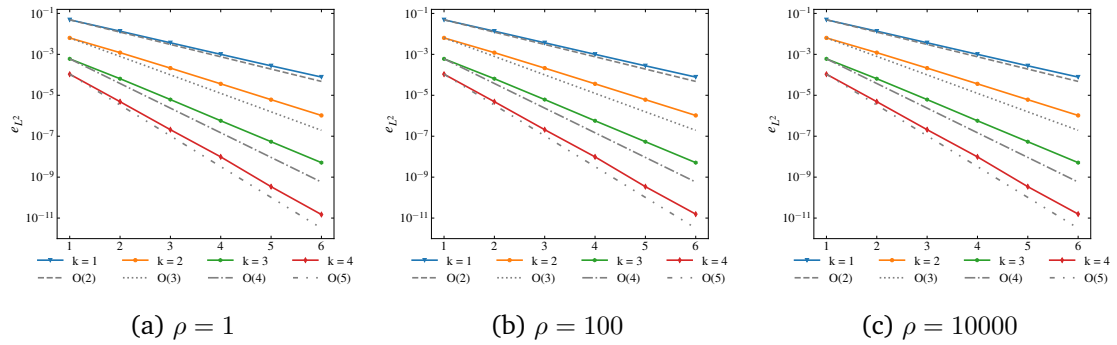 10⁻¹
10⁻³
10⁻⁵
10⁻⁷
10⁻⁹
10⁻¹¹
e_{L²}
1 2 3 4 5 6
k = 1 k = 2 k = 3 k = 4
O(2) O(3) O(4) O(5)
(a) ρ = 1
10⁻¹
10⁻³
10⁻⁵
10⁻⁷
10⁻⁹
10⁻¹¹
e_{L²}
1 2 3 4 5 6
k = 1 k = 2 k = 3 k = 4
O(2) O(3) O(4) O(5)
(b) ρ = 100
10⁻¹
10⁻³
10⁻⁵
10⁻⁷
10⁻⁹
10⁻¹¹
e_{L²}
1 2 3 4 5 6
k = 1 k = 2 k = 3 k = 4
O(2) O(3) O(4) O(5)
(c) ρ = 10000